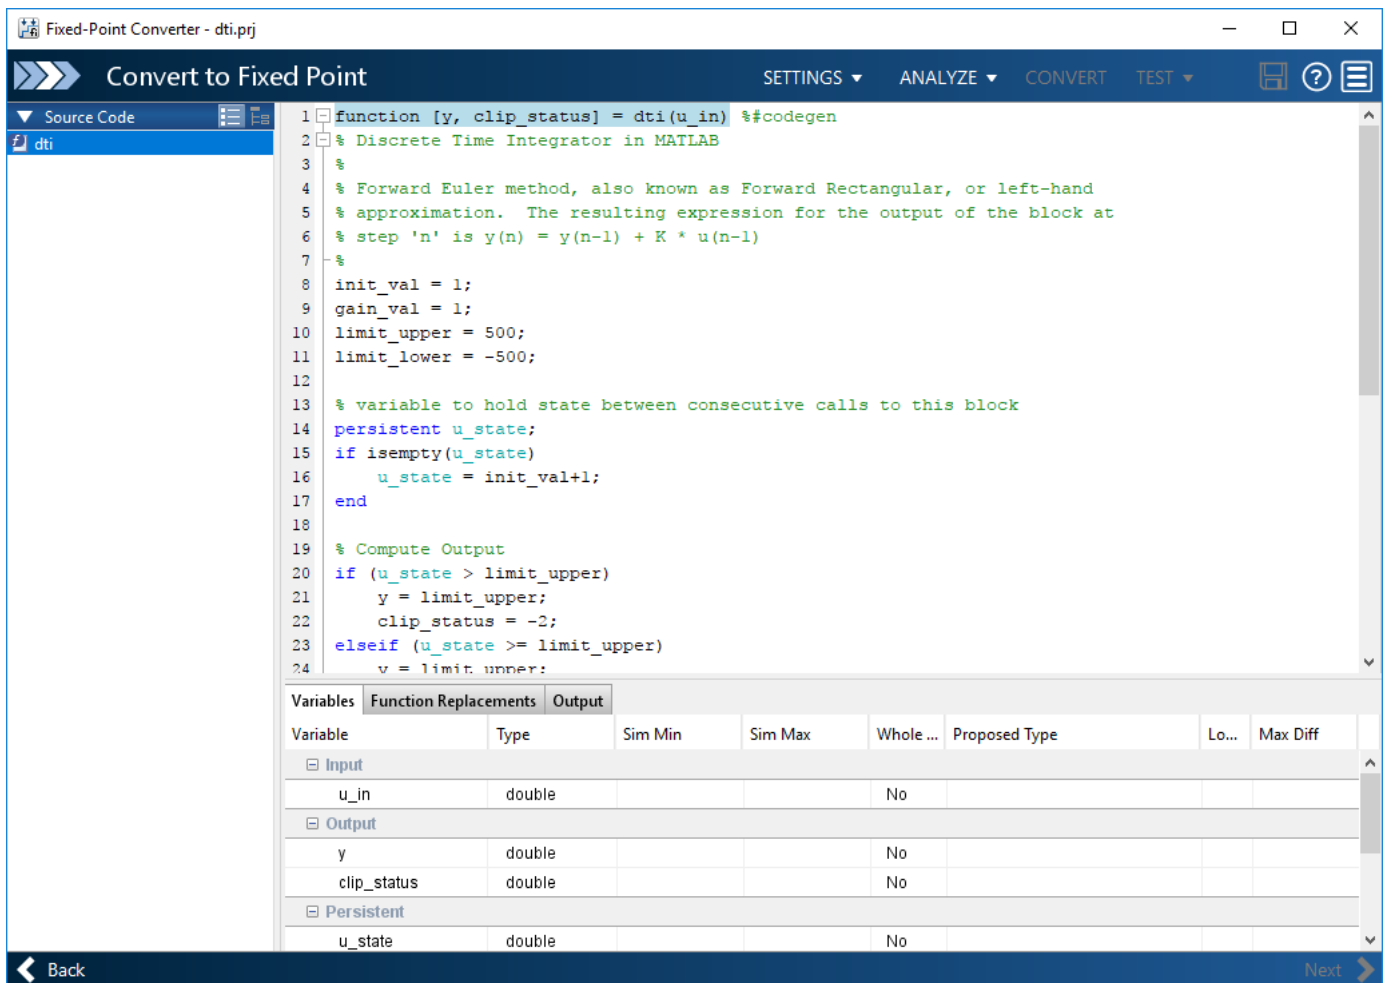 Fixed-Point Converter - dti.prj
Convert to Fixed Point
SETTINGS ANALYZE CONVERT TEST
Source Code
dti
1 function [y, clip_status] = dti(u_in) %#codegen
2 % Discrete Time Integrator in MATLAB
3 %
4 % Forward Euler method, also known as Forward Rectangular, or left-hand
5 % approximation.  The resulting expression for the output of the block at
6 % step 'n' is y(n) = y(n-1) + K * u(n-1)
7 %
8 init_val = 1;
9 gain_val = 1;
10 limit_upper = 500;
11 limit_lower = -500;
12
13 % variable to hold state between consecutive calls to this block
14 persistent u_state;
15 if isempty(u_state)
16     u_state = init_val+1;
17 end
18
19 % Compute Output
20 if (u_state > limit_upper)
21     y = limit_upper;
22     clip_status = -2;
23 elseif (u_state >= limit_upper)
24     y = limit_upper;
Variables Function Replacements Output
Variable Type Sim Min Sim Max Whole ... Proposed Type Lo... Max Diff
Input
u_in double No
Output
y double No
clip_status double No
Persistent
u_state double No
Back Next